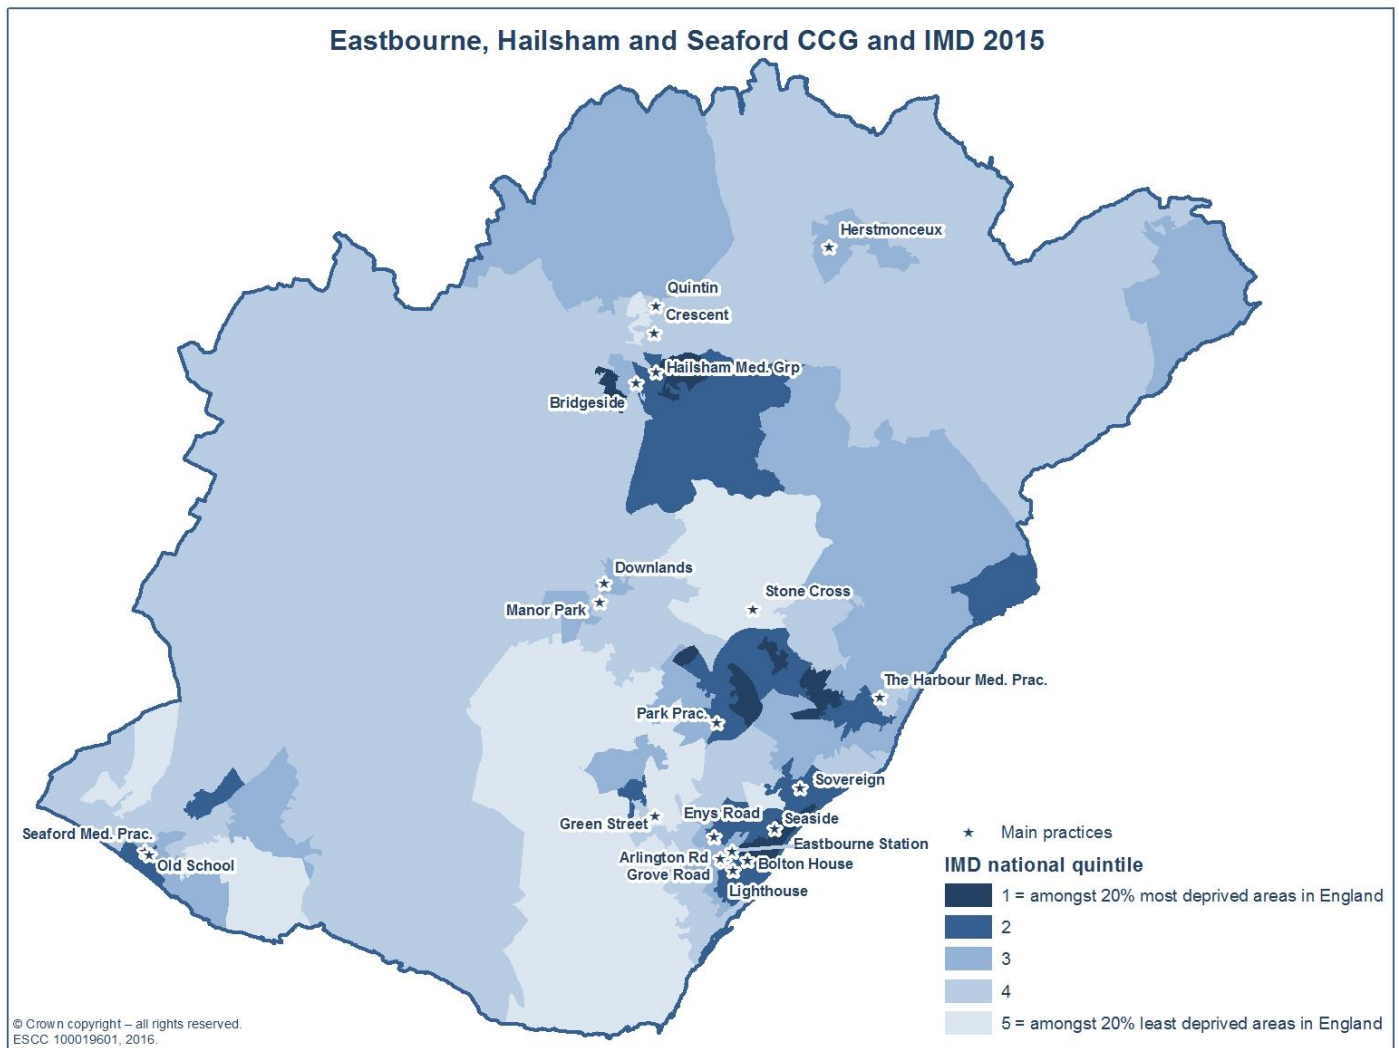 Eastbourne, Hailsham and Seaford CCG and IMD 2015
Herstmonceux
Quintin
Crescent
Hailsham Med. Grp
Bridgeside
Downlands
Stone Cross
Manor Park
The Harbour Med. Prac.
Park Prac.
Sovereign
Enys Road
Seaside
Green Street
Seaford Med. Prac.
Eastbourne Station
Arlington Rd
Bolton House
Old School
Grove Road
Lighthouse
Main practices
IMD national quintile
1 = amongst 20% most deprived areas in England
2
3
4
5 = amongst 20% least deprived areas in England
© Crown copyright – all rights reserved.
ESCC 100019601, 2016.